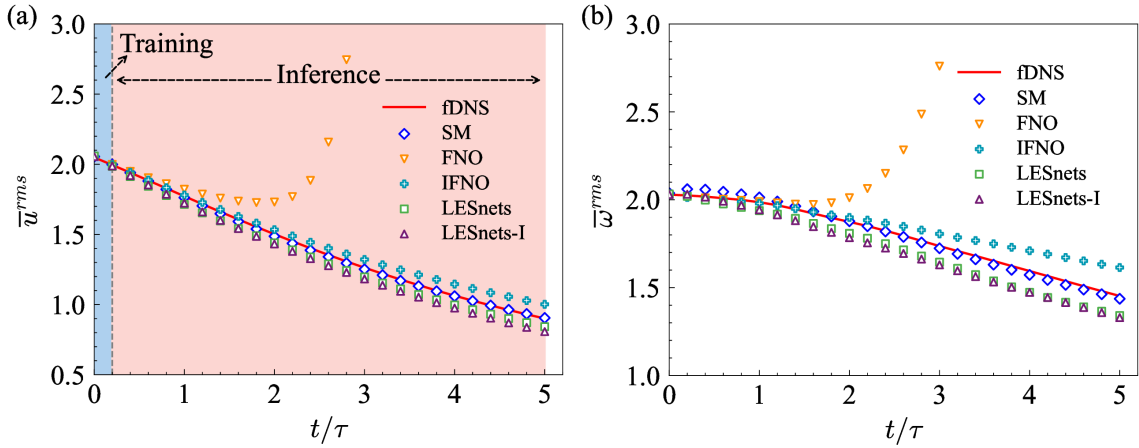 (a)
3.0
2.5
2.0
1.5
1.0
0.5
u̅ʳᵐˢ
Training
Inference
fDNS
SM
FNO
IFNO
LESnets
LESnets-I
0 1 2 3 4 5
t/τ
(b)
3.0
2.5
2.0
1.5
1.0
ω̅ʳᵐˢ
fDNS
SM
FNO
IFNO
LESnets
LESnets-I
0 1 2 3 4 5
t/τ